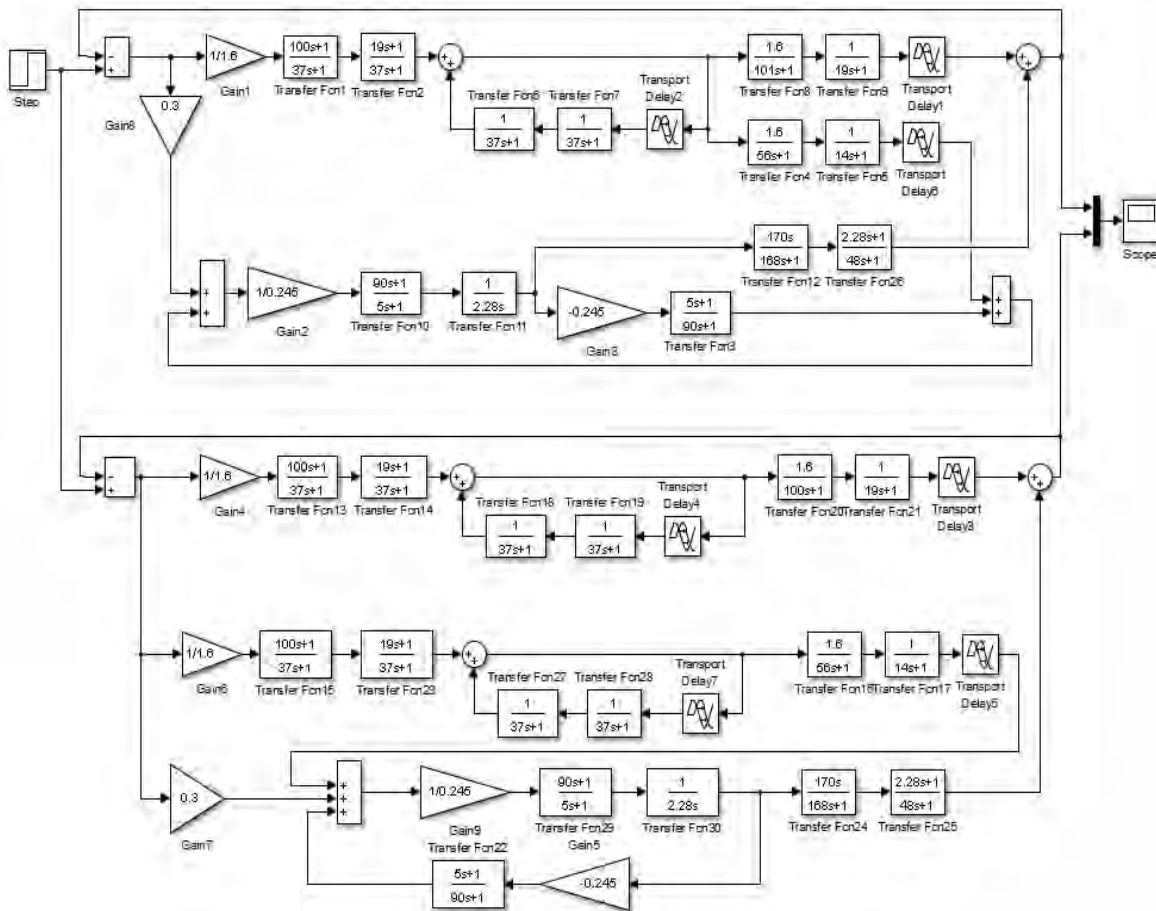 Step
-
+
1/1.6
Gain1
100s+1
37s+1
Transfer Fcn1
19s+1
37s+1
Transfer Fcn2
+
+
1.6
101s+1
Transfer Fcn8
1
19s+1
Transfer Fcn9
Transport
Delay1
+
+
0.3
Gain8
Transfer Fcn6
1
37s+1
Transfer Fcn7
1
37s+1
Transport
Delay2
1.6
56s+1
Transfer Fcn4
1
14s+1
Transfer Fcn5
Transport
Delay6
Scope
+
+
1/0.245
Gain2
90s+1
5s+1
Transfer Fcn10
1
2.28s
Transfer Fcn11
170s
168s+1
Transfer Fcn12
2.28s+1
48s+1
Transfer Fcn26
-0.245
Gain3
5s+1
90s+1
Transfer Fcn3
+
+
-
+
1/1.6
Gain4
100s+1
37s+1
Transfer Fcn13
19s+1
37s+1
Transfer Fcn14
+
+
Transfer Fcn18
1
37s+1
Transfer Fcn19
1
37s+1
Transport
Delay4
1.6
100s+1
Transfer Fcn20
1
19s+1
Transfer Fcn21
Transport
Delay3
+
+
1/1.6
Gain6
100s+1
37s+1
Transfer Fcn15
19s+1
37s+1
Transfer Fcn23
+
+
Transfer Fcn27
1
37s+1
Transfer Fcn28
1
37s+1
Transport
Delay7
1.6
56s+1
Transfer Fcn16
1
14s+1
Transfer Fcn17
Transport
Delay5
0.3
Gain7
+
+
+
1/0.245
Gain9
90s+1
5s+1
Transfer Fcn29
1
2.28s
Transfer Fcn30
170s
168s+1
Transfer Fcn24
2.28s+1
48s+1
Transfer Fcn25
Transfer Fcn22
5s+1
90s+1
Gain5
-0.245